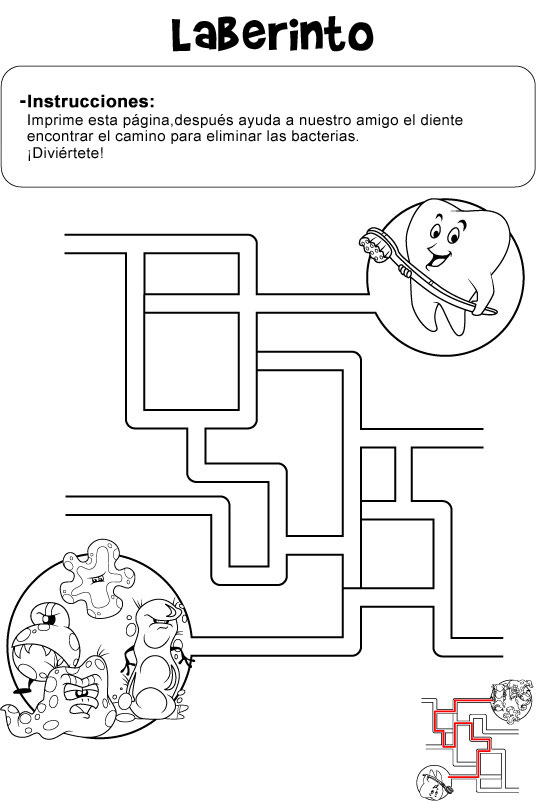 Laberinto
-Instrucciones:
Imprime esta página,después ayuda a nuestro amigo el diente
encontrar el camino para eliminar las bacterias.
¡Diviértete!